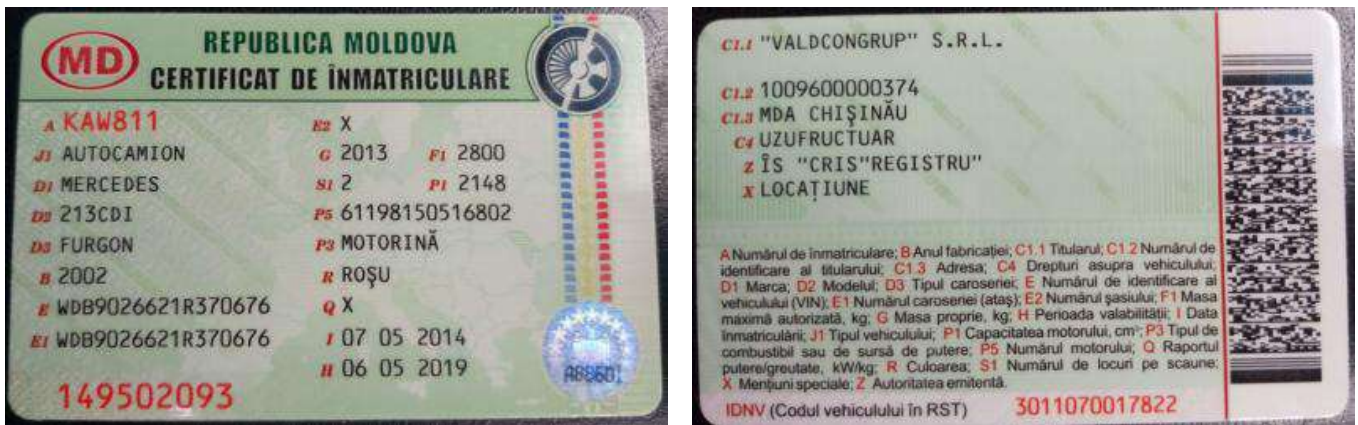 MD
REPUBLICA MOLDOVA
CERTIFICAT DE ÎNMATRICULARE
A KAW811
J1 AUTOCAMION
D1 MERCEDES
D2 213CDI
D3 FURGON
B 2002
E WDB9026621R370676
E1 WDB9026621R370676
149502093
E2 X
G 2013 F1 2800
S1 2 P1 2148
P5 61198150516802
P3 MOTORINĂ
R ROŞU
Q X
I 07 05 2014
H 06 05 2019
C1.1 "VALDCONGRUP" S.R.L.
C1.2 1009600000374
C1.3 MDA CHIŞINĂU
C4 UZUFRUCTUAR
Z ÎS "CRIS"REGISTRU"
X LOCAŢIUNE
A Numărul de înmatriculare; B Anul fabricaţiei; C1.1 Titularul; C1.2 Numărul de
identificare al titularului; C1.3 Adresa; C4 Drepturi asupra vehiculului;
D1 Marca; D2 Modelul; D3 Tipul caroseriei; E Numărul de identificare al
vehiculului (VIN); E1 Numărul caroseriei (ataş); E2 Numărul şasiului; F1 Masa
maximă autorizată, kg; G Masa proprie, kg; H Perioada valabilităţii; I Data
înmatriculării; J1 Tipul vehiculului; P1 Capacitatea motorului, cm³; P3 Tipul de
combustibil sau de sursă de putere; P5 Numărul motorului; Q Raportul
putere/greutate, kW/kg; R Culoarea; S1 Numărul de locuri pe scaune;
X Menţiuni speciale; Z Autoritatea emitentă.
IDNV (Codul vehiculului în RST) 3011070017822